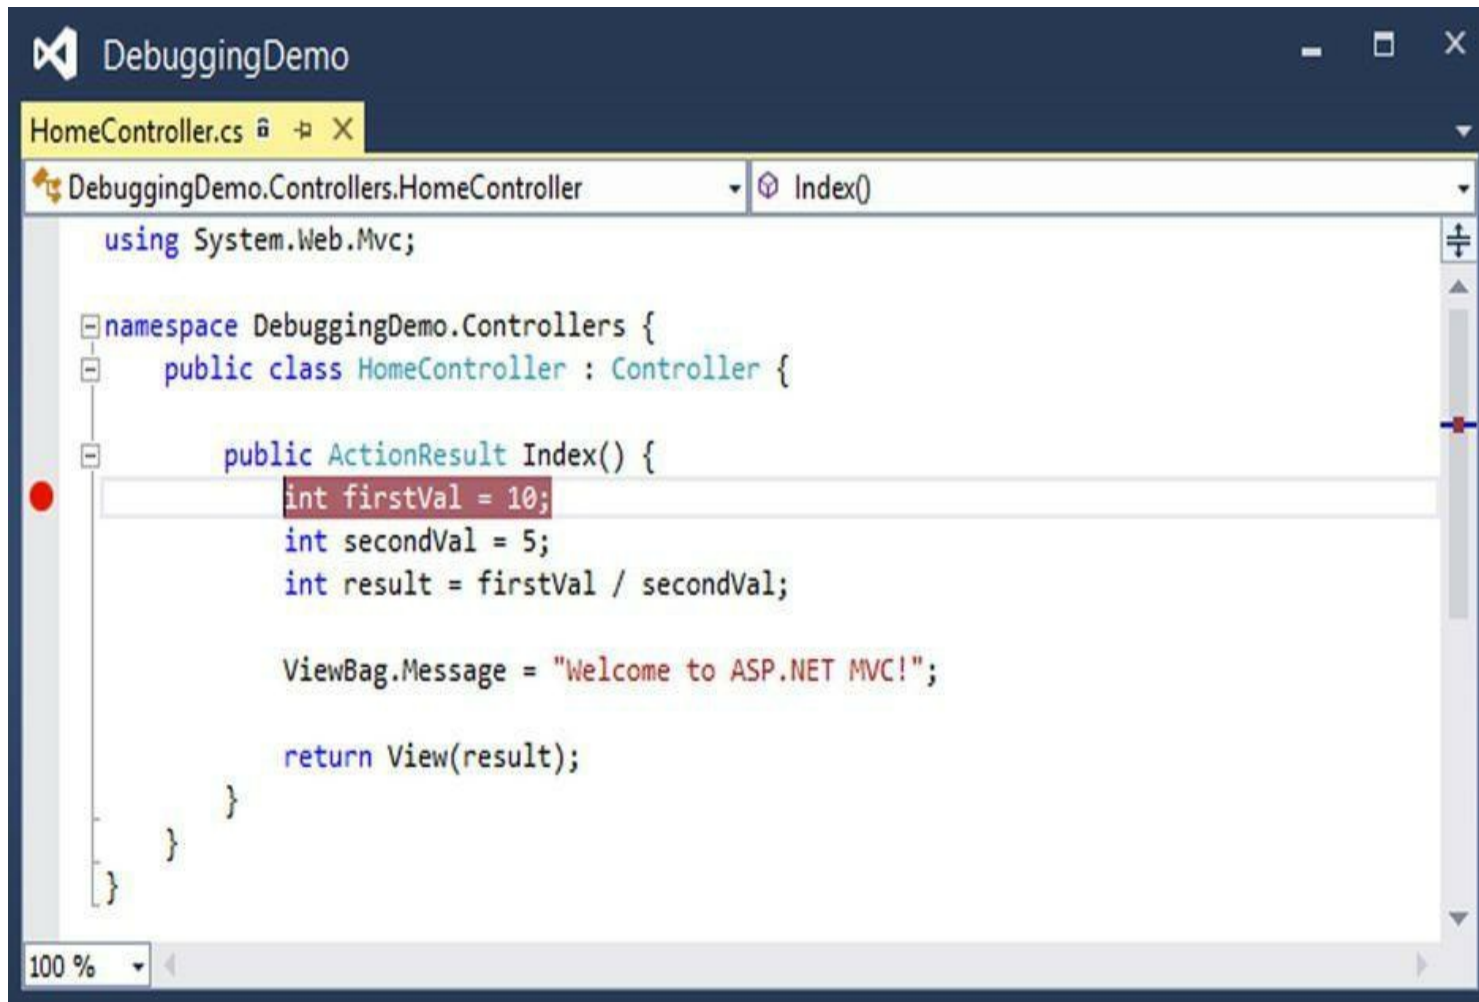 DebuggingDemo
HomeController.cs
DebuggingDemo.Controllers.HomeController Index()
using System.Web.Mvc;
namespace DebuggingDemo.Controllers {
public class HomeController : Controller {
public ActionResult Index() {
int firstVal = 10;
int secondVal = 5;
int result = firstVal / secondVal;
ViewBag.Message = "Welcome to ASP.NET MVC!";
return View(result);
}
}
}
100 %